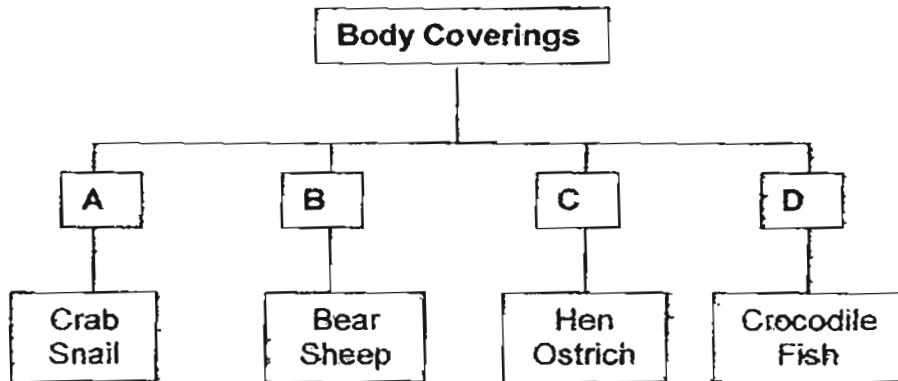 Body Coverings
A
B
C
D
Crab
Snail
Bear
Sheep
Hen
Ostrich
Crocodile
Fish